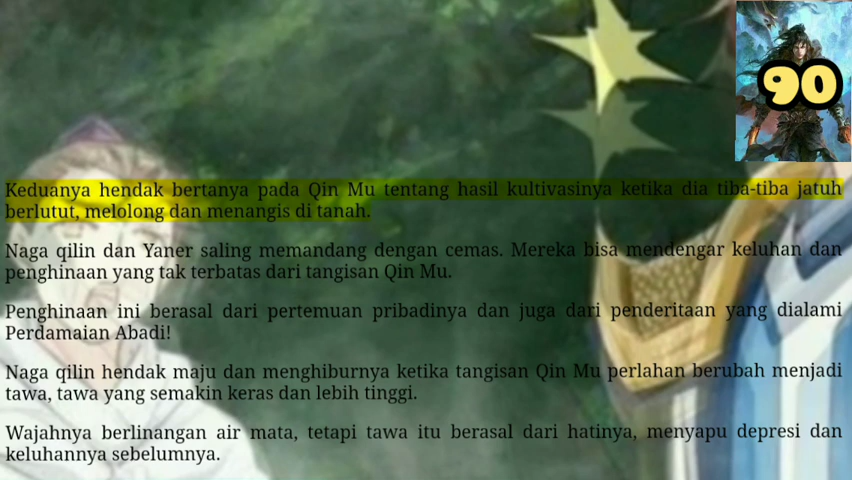 90
Keduanya hendak bertanya pada Qin Mu tentang hasil kultivasinya ketika dia tiba-tiba jatuh
berlutut, melolong dan menangis di tanah.
Naga qilin dan Yaner saling memandang dengan cemas. Mereka bisa mendengar keluhan dan
penghinaan yang tak terbatas dari tangisan Qin Mu.
Penghinaan ini berasal dari pertemuan pribadinya dan juga dari penderitaan yang dialami
Perdamaian Abadi!
Naga qilin hendak maju dan menghiburnya ketika tangisan Qin Mu perlahan berubah menjadi
tawa, tawa yang semakin keras dan lebih tinggi.
Wajahnya berlinangan air mata, tetapi tawa itu berasal dari hatinya, menyapu depresi dan
keluhannya sebelumnya.